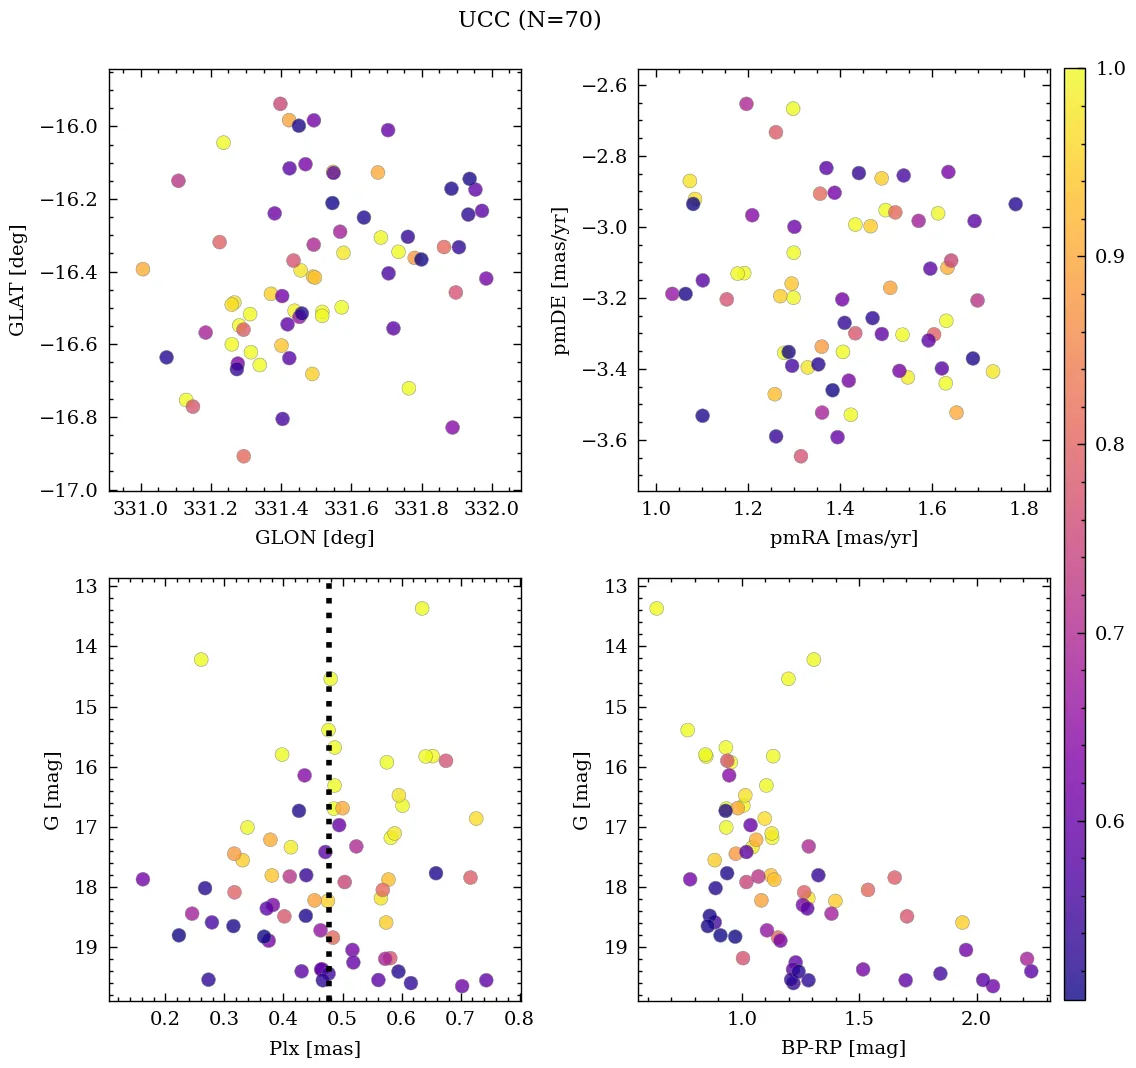 UCC (N=70)
−16.0
−16.2
−16.4
−16.6
−16.8
−17.0
GLAT [deg]
331.0 331.2 331.4 331.6 331.8 332.0
GLON [deg]
−2.6
−2.8
−3.0
−3.2
−3.4
−3.6
pmDE [mas/yr]
1.0 1.2 1.4 1.6 1.8
pmRA [mas/yr]
13
14
15
16
17
18
19
G [mag]
0.2 0.3 0.4 0.5 0.6 0.7 0.8
Plx [mas]
13
14
15
16
17
18
19
G [mag]
1.0 1.5 2.0
BP-RP [mag]
1.0
0.9
0.8
0.7
0.6